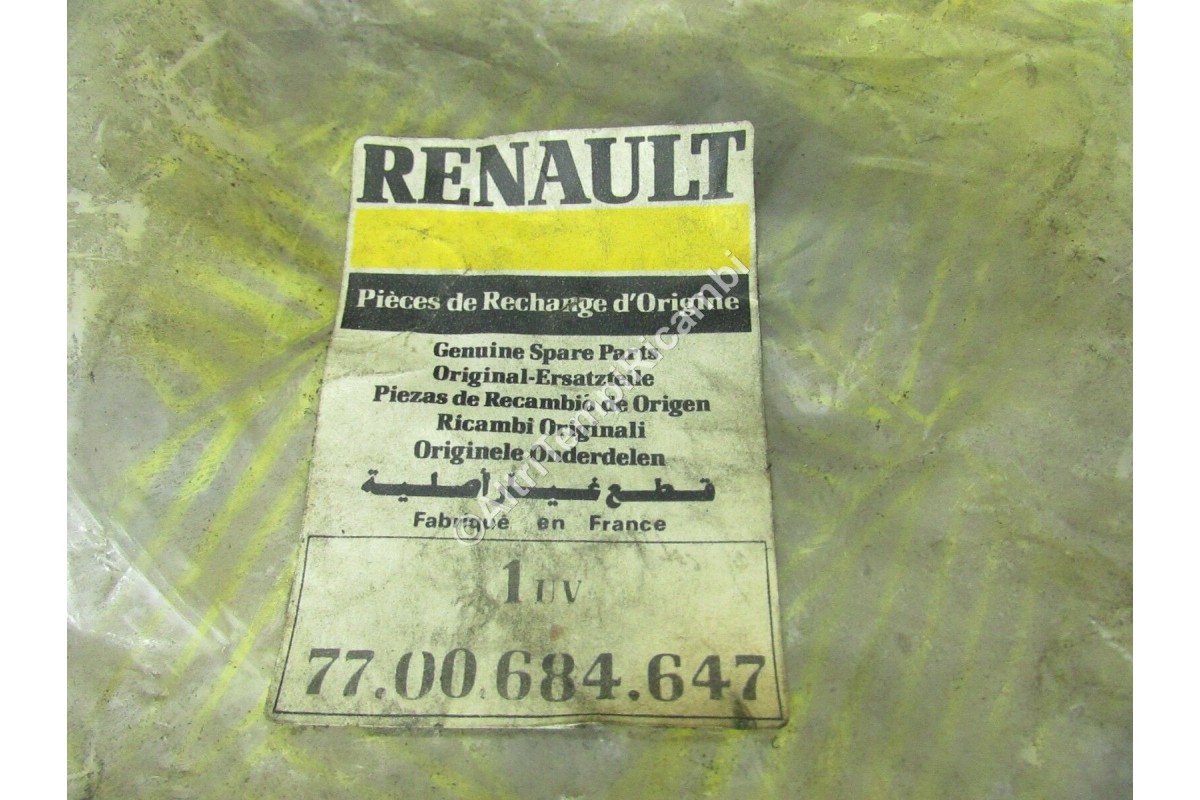 RENAULT
Pièces de Rechange d'Origine
Genuine Spare Parts
Original-Ersatzteile
Piezas de Recambio de Origen
Ricambi Originali
Originele Onderdelen
قطع غيار أصلية
Fabriqué en France
1 UV
77.00.684.647
©AltriTempiRicambi